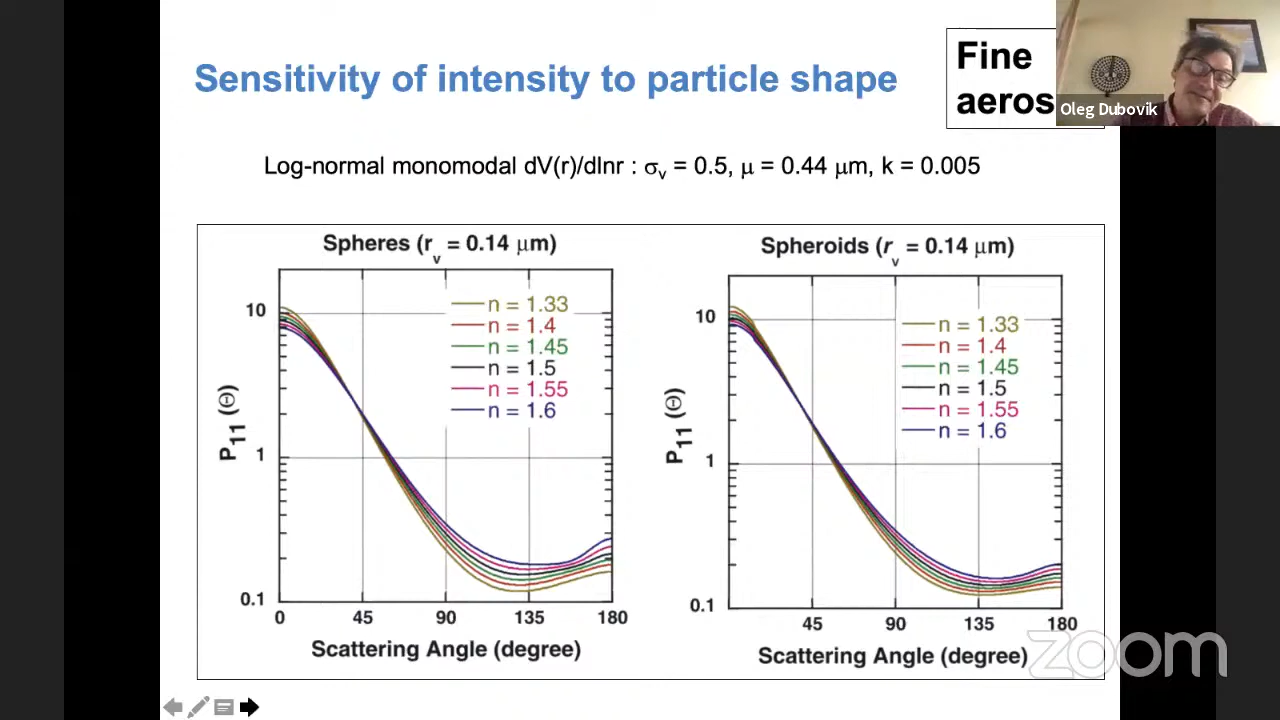 Sensitivity of intensity to particle shape
Fine
aeros
Oleg Dubovik
Log-normal monomodal dV(r)/dlnr : σv = 0.5, μ = 0.44 μm, k = 0.005
Spheres (rv = 0.14 μm)
10
1
0.1
P11 (Θ)
n = 1.33
n = 1.4
n = 1.45
n = 1.5
n = 1.55
n = 1.6
0 45 90 135 180
Scattering Angle (degree)
Spheroids (rv = 0.14 μm)
10
1
0.1
P11 (Θ)
n = 1.33
n = 1.4
n = 1.45
n = 1.5
n = 1.55
n = 1.6
45 90 135 180
Scattering Angle (degree)
zoom